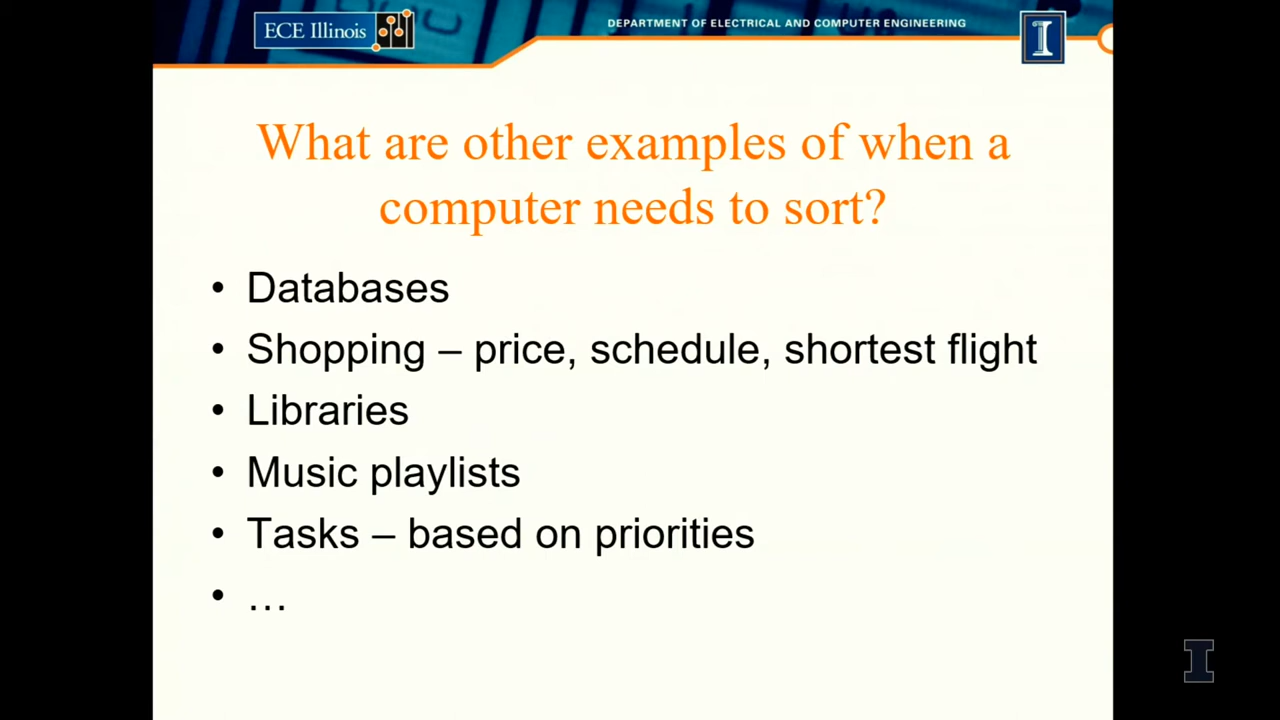 ECE Illinois
DEPARTMENT OF ELECTRICAL AND COMPUTER ENGINEERING
I
What are other examples of when a
computer needs to sort?
• Databases
• Shopping – price, schedule, shortest flight
• Libraries
• Music playlists
• Tasks – based on priorities
• …
I